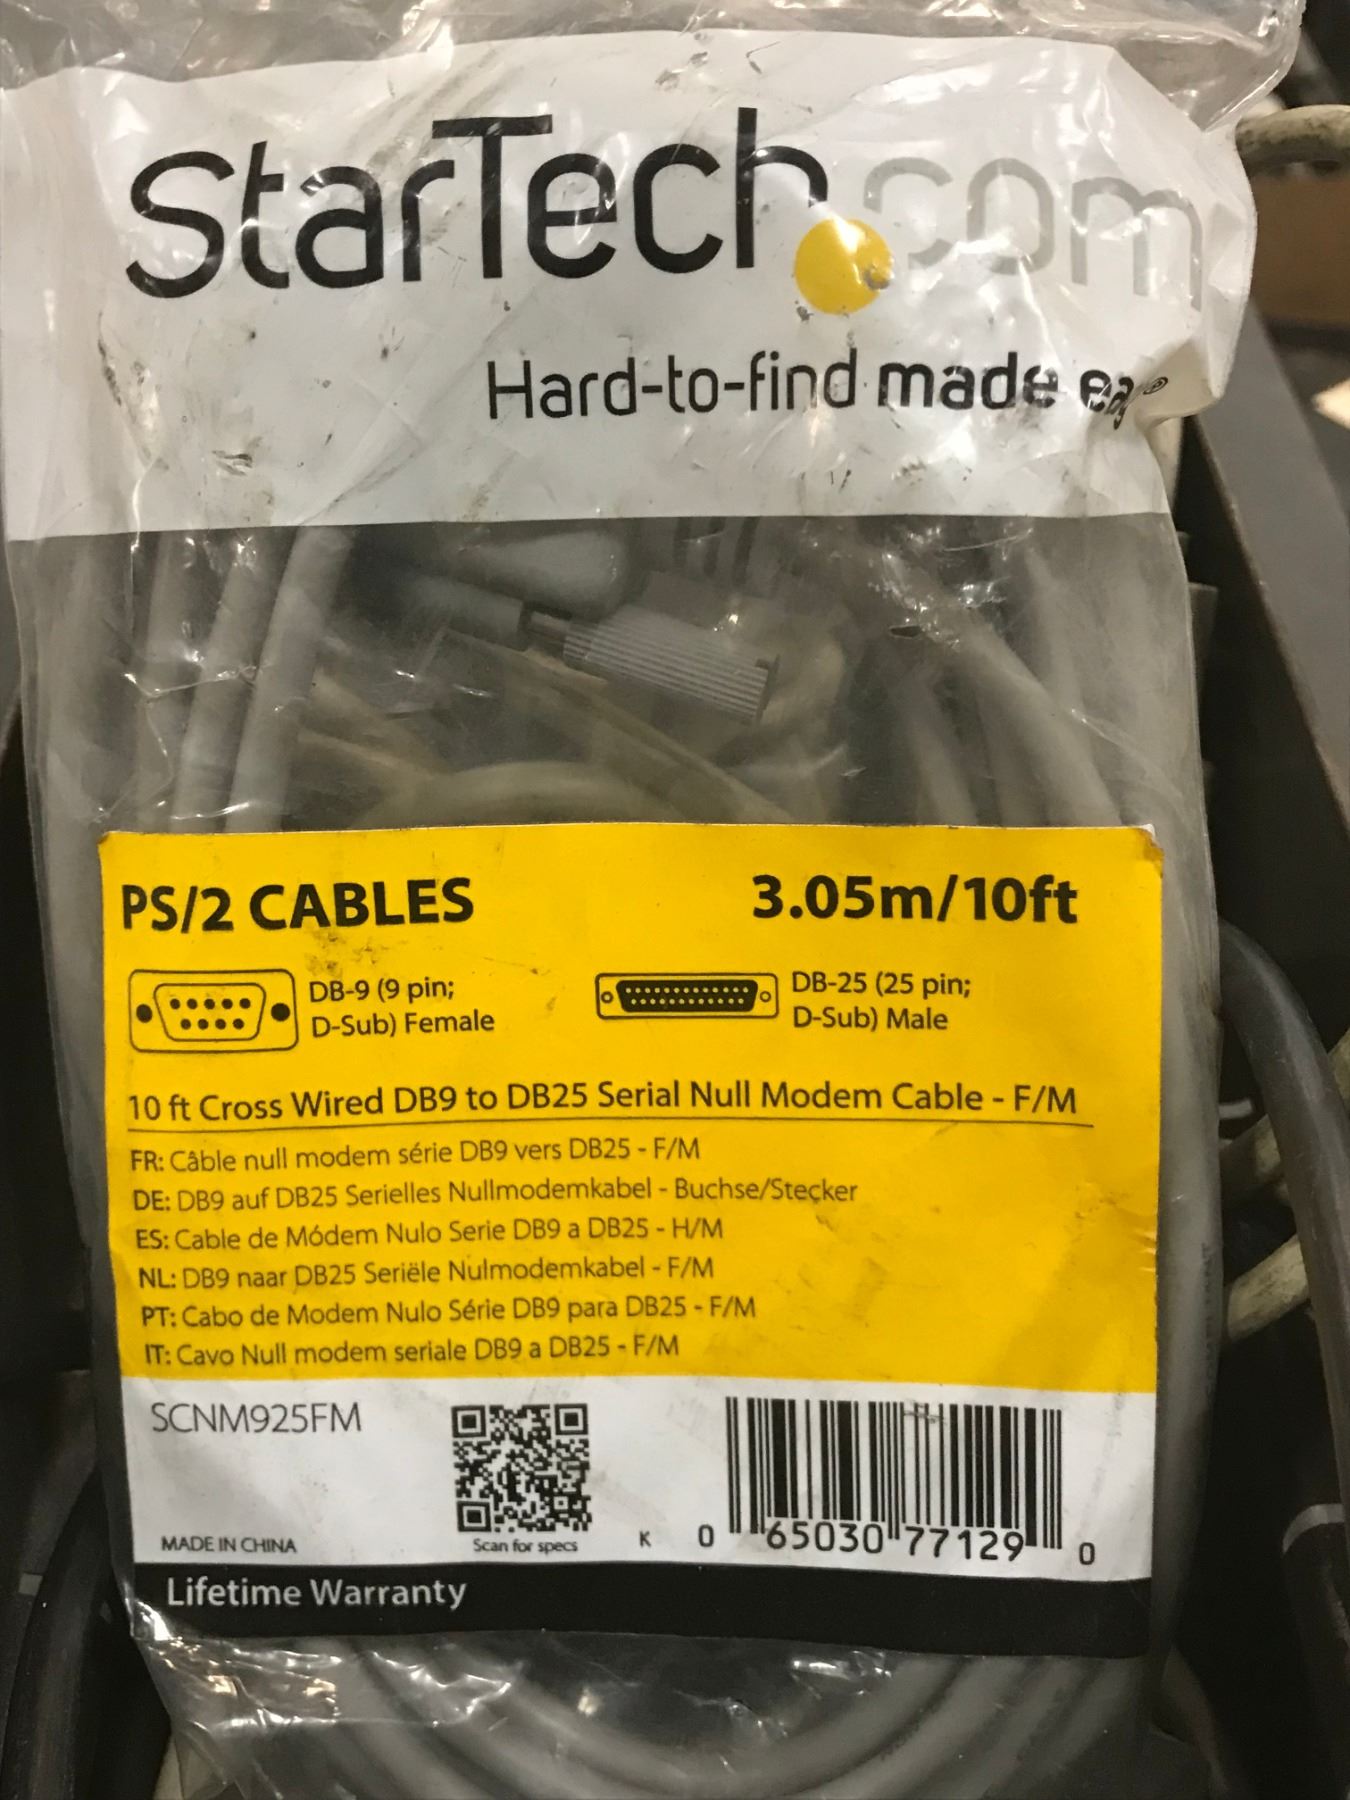 StarTech.com
Hard-to-find made
PS/2 CABLES
3.05m/10ft
DB-9 (9 pin;
D-Sub) Female
DB-25 (25 pin;
D-Sub) Male
10 ft Cross Wired DB9 to DB25 Serial Null Modem Cable - F/M
FR: Câble null modem série DB9 vers DB25 - F/M
DE: DB9 auf DB25 Serielles Nullmodemkabel - Buchse/Stecker
ES: Cable de Módem Nulo Serie DB9 a DB25 - H/M
NL: DB9 naar DB25 Seriële Nulmodemkabel - F/M
PT: Cabo de Modem Nulo Série DB9 para DB25 - F/M
IT: Cavo Null modem seriale DB9 a DB25 - F/M
SCNM925FM
MADE IN CHINA
Scan for specs
K
0 65030 77129 0
Lifetime Warranty